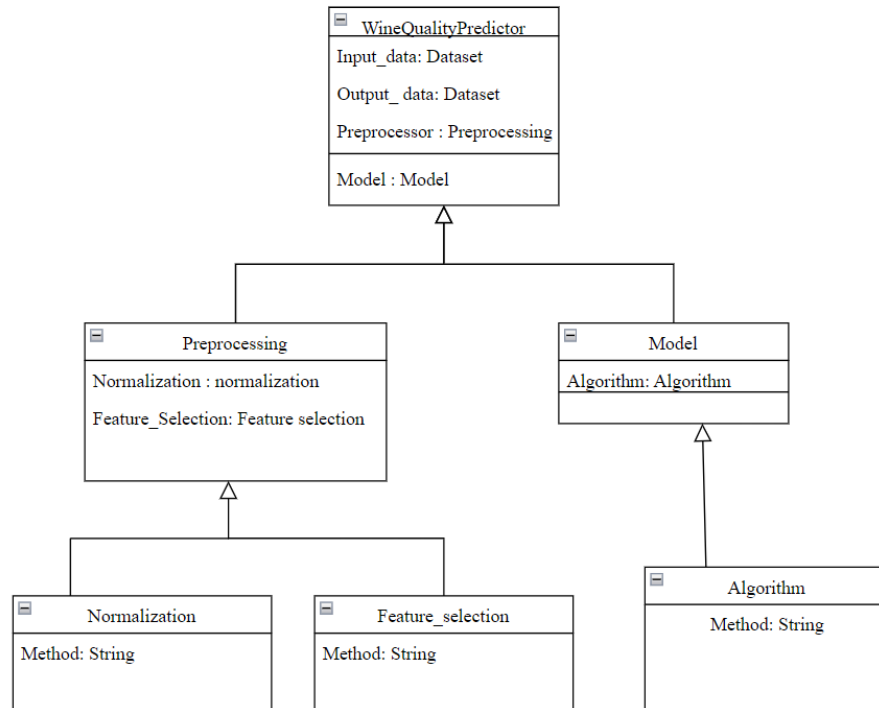 WineQualityPredictor
Input_data: Dataset
Output_ data: Dataset
Preprocessor : Preprocessing
Model : Model
Preprocessing
Normalization : normalization
Feature_Selection: Feature selection
Model
Algorithm: Algorithm
Normalization
Method: String
Feature_selection
Method: String
Algorithm
Method: String